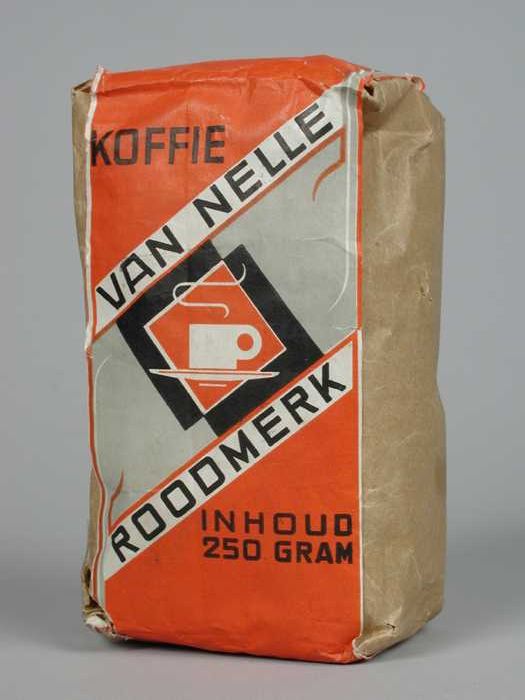 KOFFIE
VAN NELLE
ROODMERK
INHOUD
250 GRAM